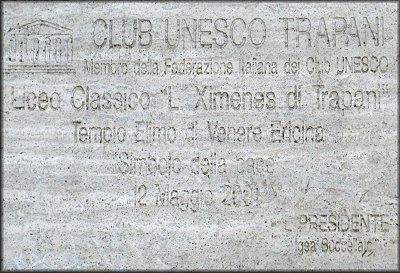 CLUB UNESCO TRAPANI
Membro della Federazione Italiana dei Club UNESCO
Liceo Classico "L. Ximenes di Trapani"
Tempio Elimo di Venere Ericina
"Simbolo della pace"
12 Maggio 2001
IL PRESIDENTE
Igea